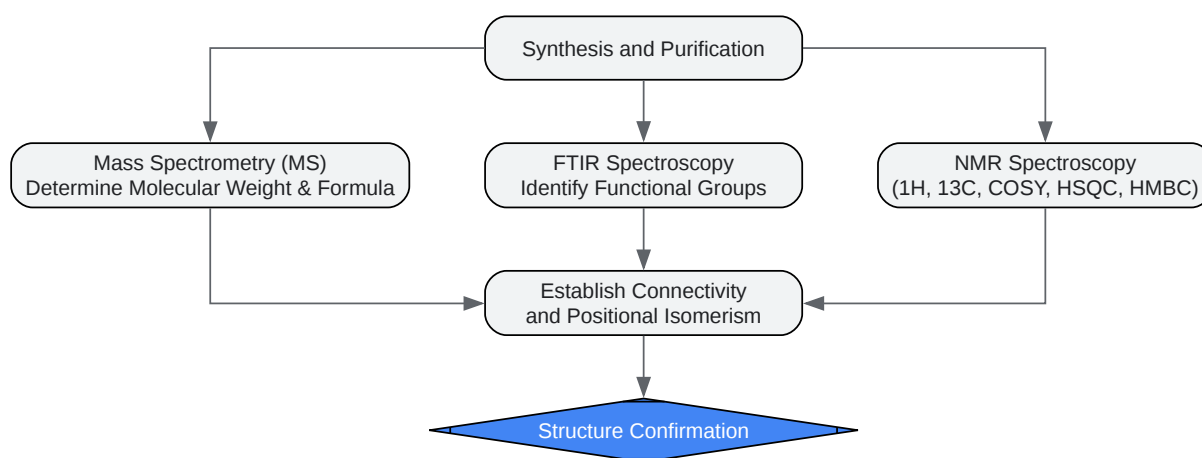 Synthesis and Purification
Mass Spectrometry (MS)
Determine Molecular Weight & Formula
FTIR Spectroscopy
Identify Functional Groups
NMR Spectroscopy
(1H, 13C, COSY, HSQC, HMBC)
Establish Connectivity
and Positional Isomerism
Structure Confirmation